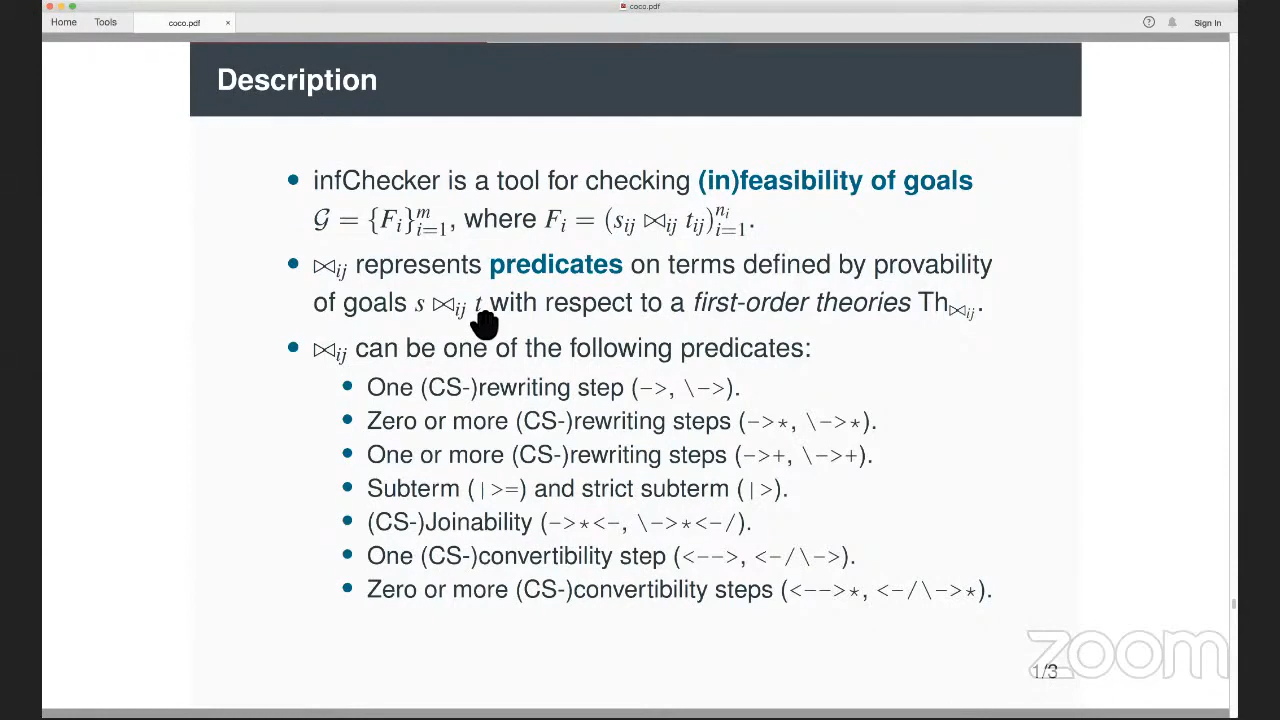 coco.pdf
Home Tools coco.pdf × Sign In
Description
• infChecker is a tool for checking (in)feasibility of goals
𝒢 = {F_i}_{i=1}^m, where F_i = (s_ij ⋈_ij t_ij)_{i=1}^{n_i}.
• ⋈_ij represents predicates on terms defined by provability
of goals s ⋈_ij t with respect to a first-order theories Th_{⋈_ij}.
• ⋈_ij can be one of the following predicates:
• One (CS-)rewriting step (->, \->).
• Zero or more (CS-)rewriting steps (->*, \->*).
• One or more (CS-)rewriting steps (->+, \->+).
• Subterm (|>=) and strict subterm (|>).
• (CS-)Joinability (->*<-, \->*<-/).
• One (CS-)convertibility step (<-->, <-/\->).
• Zero or more (CS-)convertibility steps (<-->*, <-/\->*).
zoom
1/3